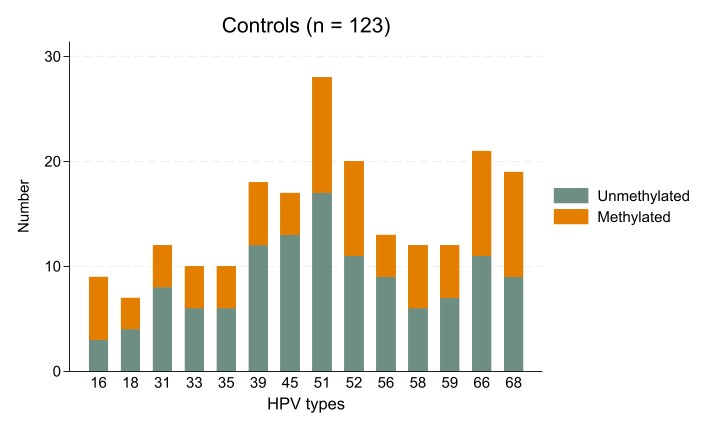 Controls (n = 123)
30
20
10
0
Number
16 18 31 33 35 39 45 51 52 56 58 59 66 68
HPV types
Unmethylated
Methylated